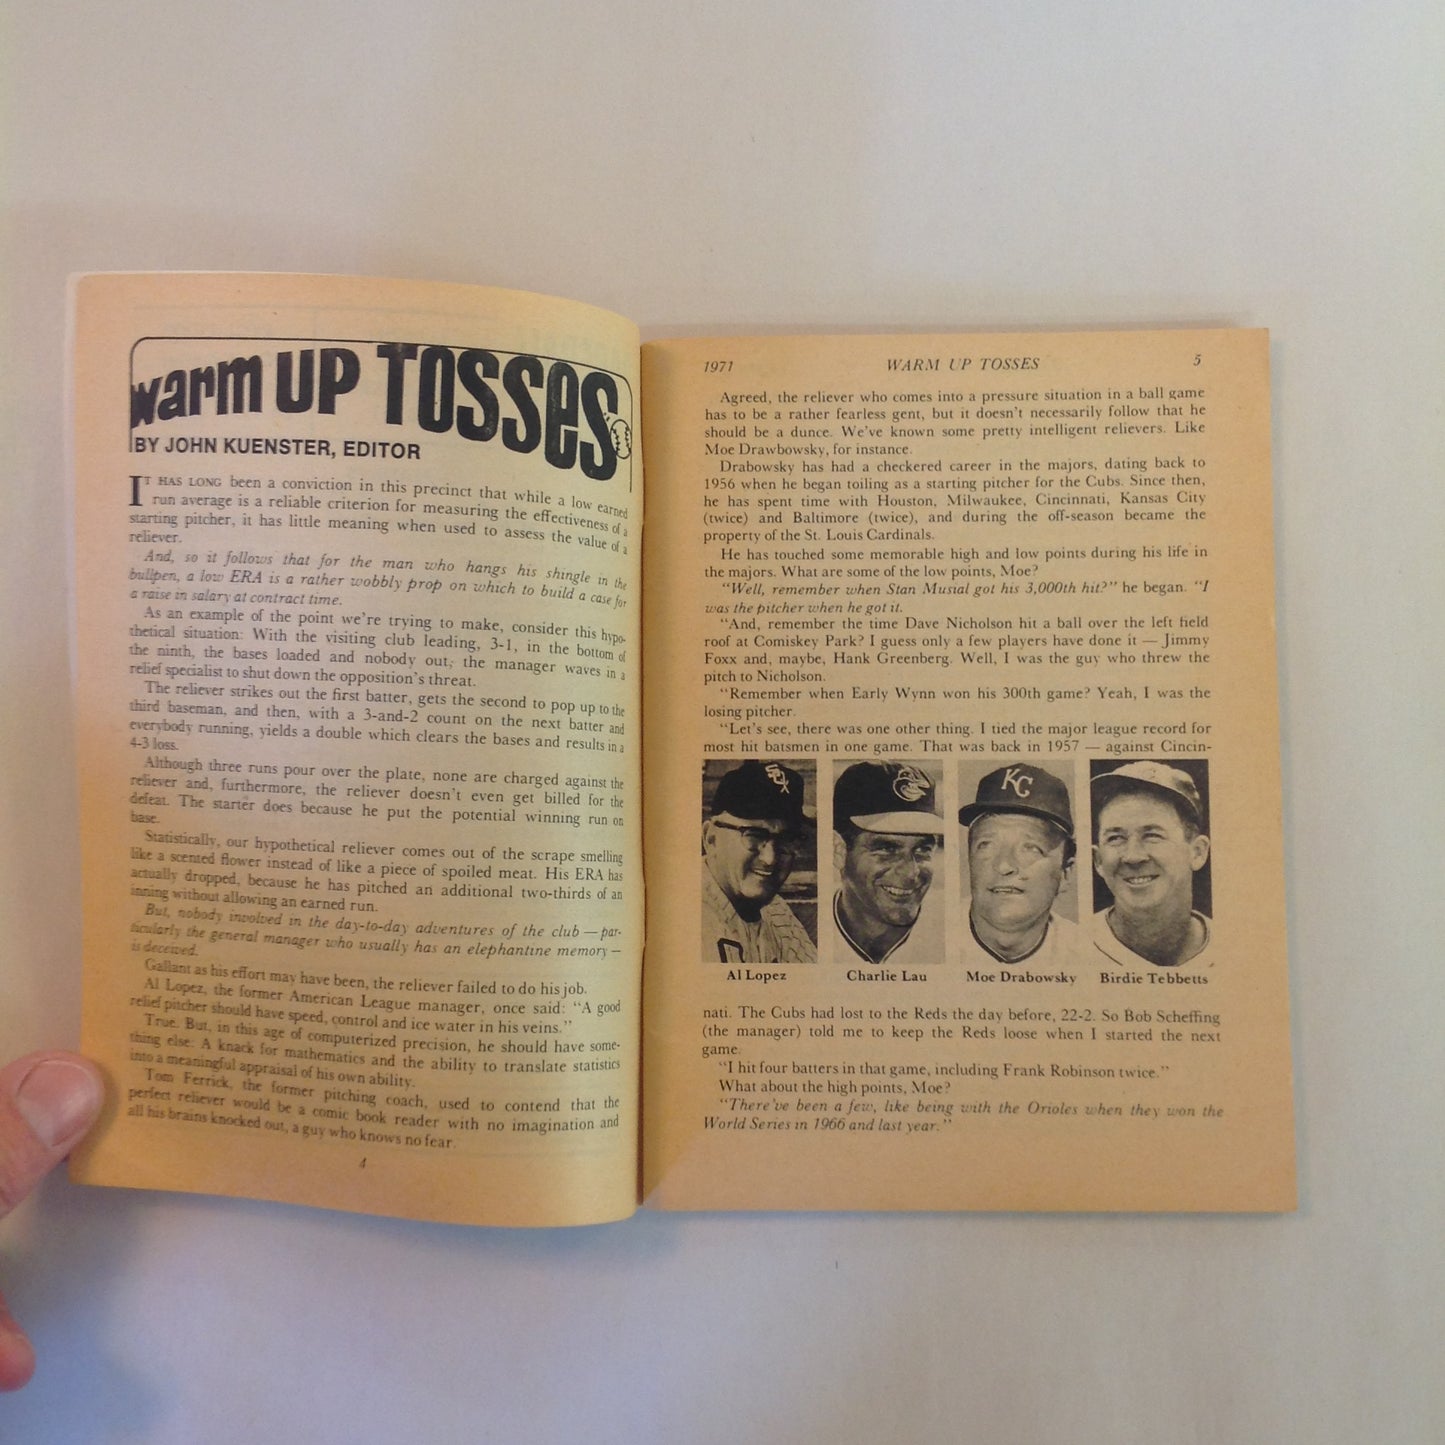 warm UP TOSSES
BY JOHN KUENSTER, EDITOR
IT HAS LONG been a conviction in this precinct that while a low earned
run average is a reliable criterion for measuring the effectiveness of a
starting pitcher, it has little meaning when used to assess the value of a
reliever.
And, so it follows that for the man who hangs his shingle in the
bullpen, a low ERA is a rather wobbly prop on which to build a case for
a raise in salary at contract time.
As an example of the point we're trying to make, consider this hypo-
thetical situation: With the visiting club leading, 3-1, in the bottom of
the ninth, the bases loaded and nobody out, the manager waves in a
relief specialist to shut down the opposition's threat.
The reliever strikes out the first batter, gets the second to pop up to the
third baseman, and then, with a 3-and-2 count on the next batter and
everybody running, yields a double which clears the bases and results in a
4-3 loss.
Although three runs pour over the plate, none are charged against the
reliever and, furthermore, the reliever doesn't even get billed for the
defeat. The starter does because he put the potential winning run on
base.
Statistically, our hypothetical reliever comes out of the scrape smelling
like a scented flower instead of like a piece of spoiled meat. His ERA has
actually dropped, because he has pitched an additional two-thirds of an
inning without allowing an earned run.
But, nobody involved in the day-to-day adventures of the club — par-
ticularly the general manager who usually has an elephantine memory —
is deceived.
Gallant as his effort may have been, the reliever failed to do his job.
Al Lopez, the former American League manager, once said: "A good
relief pitcher should have speed, control and ice water in his veins."
True. But, in this age of computerized precision, he should have some-
thing else: A knack for mathematics and the ability to translate statistics
into a meaningful appraisal of his own ability.
Tom Ferrick, the former pitching coach, used to contend that the
perfect reliever would be a comic book reader with no imagination and
all his brains knocked out, a guy who knows no fear.
4
1971 WARM UP TOSSES 5
Agreed, the reliever who comes into a pressure situation in a ball game
has to be a rather fearless gent, but it doesn't necessarily follow that he
should be a dunce. We've known some pretty intelligent relievers. Like
Moe Drawbowsky, for instance.
Drabowsky has had a checkered career in the majors, dating back to
1956 when he began toiling as a starting pitcher for the Cubs. Since then,
he has spent time with Houston, Milwaukee, Cincinnati, Kansas City
(twice) and Baltimore (twice), and during the off-season became the
property of the St. Louis Cardinals.
He has touched some memorable high and low points during his life in
the majors. What are some of the low points, Moe?
"Well, remember when Stan Musial got his 3,000th hit?" he began. "I
was the pitcher when he got it.
"And, remember the time Dave Nicholson hit a ball over the left field
roof at Comiskey Park? I guess only a few players have done it — Jimmy
Foxx and, maybe, Hank Greenberg. Well, I was the guy who threw the
pitch to Nicholson.
"Remember when Early Wynn won his 300th game? Yeah, I was the
losing pitcher.
"Let's see, there was one other thing. I tied the major league record for
most hit batsmen in one game. That was back in 1957 — against Cincin-
SOX
KC
Al Lopez Charlie Lau Moe Drabowsky Birdie Tebbetts
nati. The Cubs had lost to the Reds the day before, 22-2. So Bob Scheffing
(the manager) told me to keep the Reds loose when I started the next
game.
"I hit four batters in that game, including Frank Robinson twice."
What about the high points, Moe?
"There've been a few, like being with the Orioles when they won the
World Series in 1966 and last year."